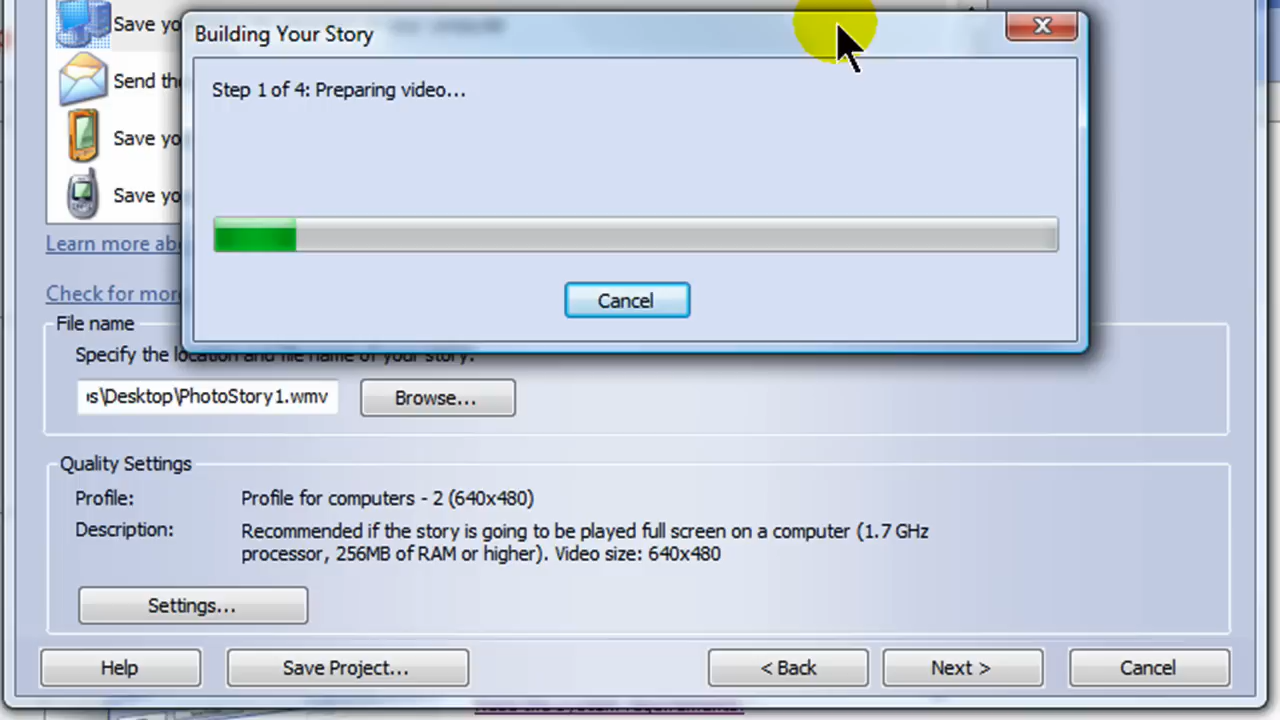 Save you
Building Your Story
Step 1 of 4: Preparing video...
Send the
Save yo
Save yo
Learn more abo
Check for mor
Cancel
File name
Specify the location and file name of your story:
s\Desktop\PhotoStory1.wmv
Browse...
Quality Settings
Profile:
Profile for computers - 2 (640x480)
Description:
Recommended if the story is going to be played full screen on a computer (1.7 GHz
processor, 256MB of RAM or higher). Video size: 640x480
Settings...
Help
Save Project...
< Back
Next >
Cancel